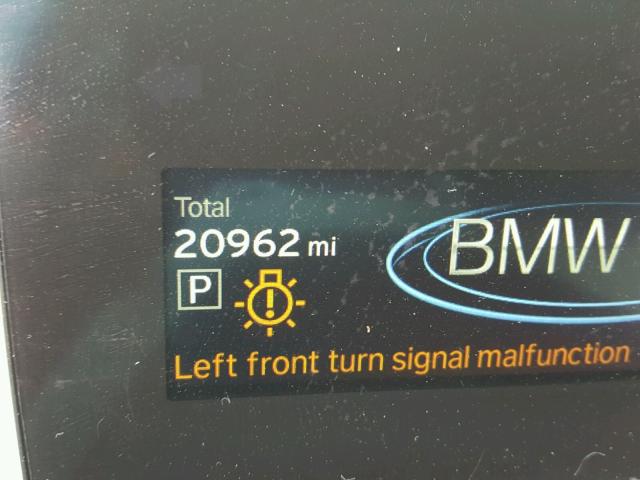 Total
20962 mi
BMW
P
Left front turn signal malfunction